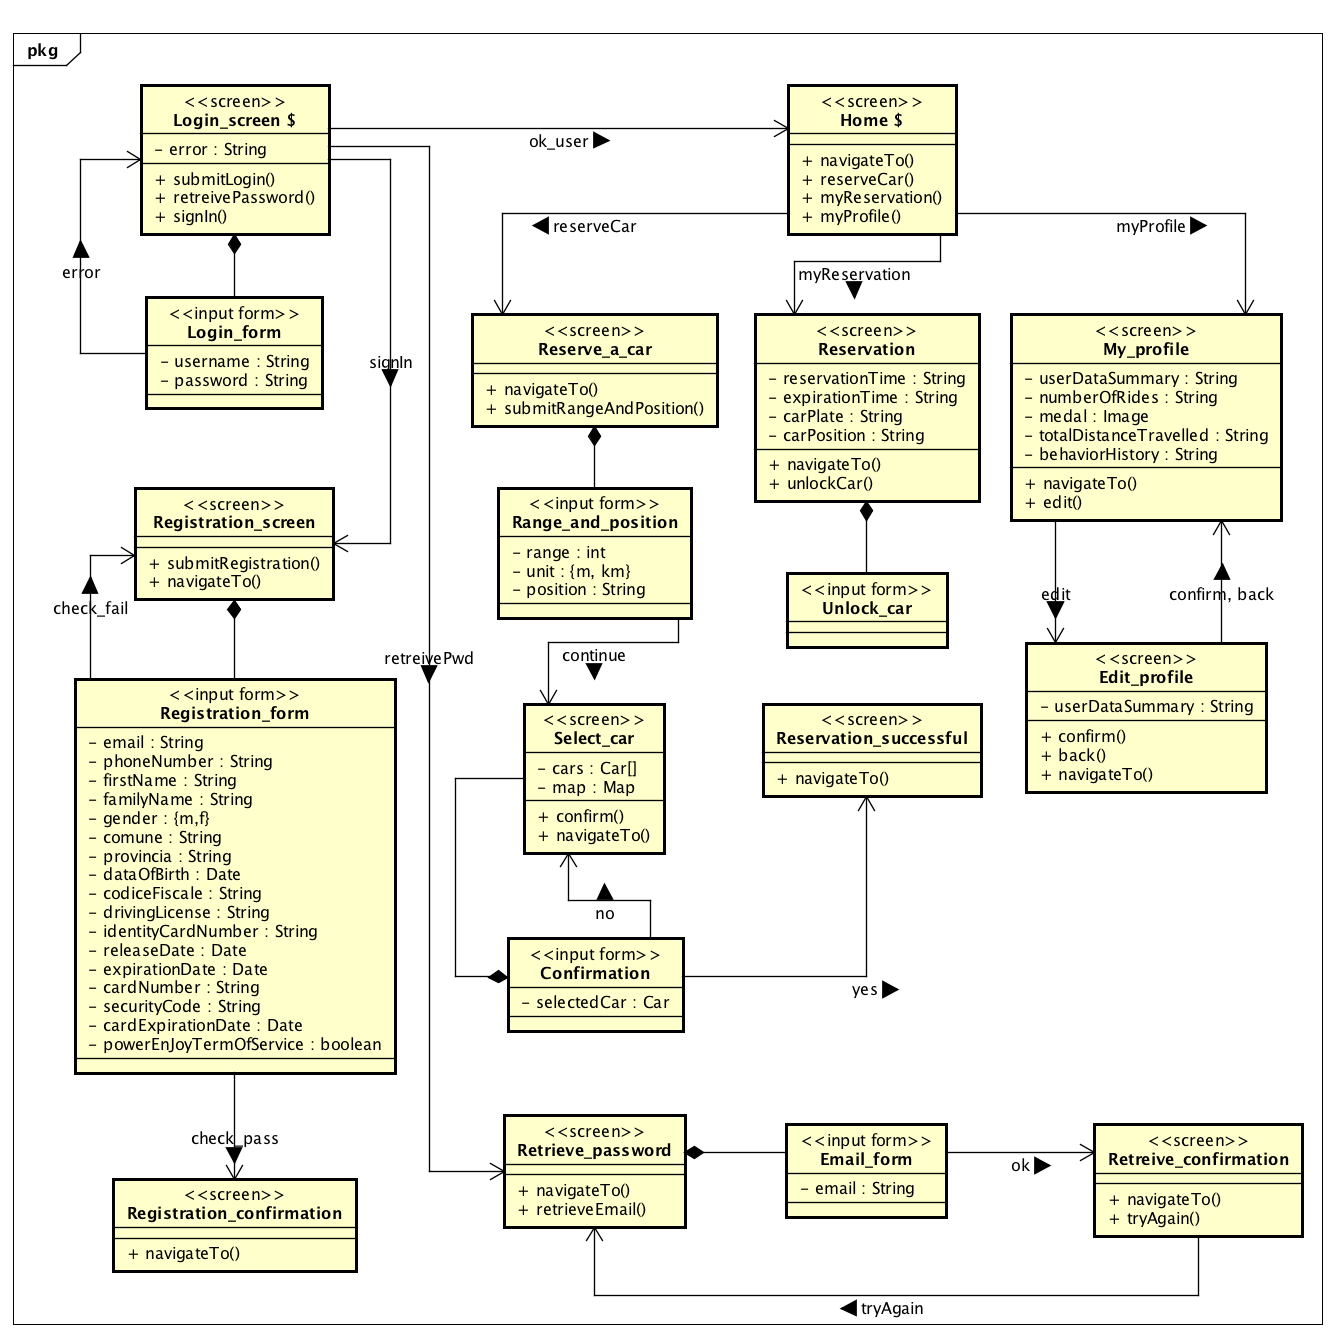 pkg
<<screen>>
Login_screen $
- error : String
+ submitLogin()
+ retreivePassword()
+ signIn()
<<screen>>
Home $
+ navigateTo()
+ reserveCar()
+ myReservation()
+ myProfile()
ok_user
reserveCar
myReservation
myProfile
error
<<input form>>
Login_form
- username : String
- password : String
signIn
<<screen>>
Reserve_a_car
+ navigateTo()
+ submitRangeAndPosition()
<<screen>>
Reservation
- reservationTime : String
- expirationTime : String
- carPlate : String
- carPosition : String
+ navigateTo()
+ unlockCar()
<<screen>>
My_profile
- userDataSummary : String
- numberOfRides : String
- medal : Image
- totalDistanceTravelled : String
- behaviorHistory : String
+ navigateTo()
+ edit()
<<screen>>
Registration_screen
+ submitRegistration()
+ navigateTo()
check_fail
<<input form>>
Range_and_position
- range : int
- unit : {m, km}
- position : String
<<input form>>
Unlock_car
edit
confirm, back
retreivePwd
continue
<<screen>>
Edit_profile
- userDataSummary : String
+ confirm()
+ back()
+ navigateTo()
<<input form>>
Registration_form
- email : String
- phoneNumber : String
- firstName : String
- familyName : String
- gender : {m,f}
- comune : String
- provincia : String
- dataOfBirth : Date
- codiceFiscale : String
- drivingLicense : String
- identityCardNumber : String
- releaseDate : Date
- expirationDate : Date
- cardNumber : String
- securityCode : String
- cardExpirationDate : Date
- powerEnJoyTermOfService : boolean
<<screen>>
Select_car
- cars : Car[]
- map : Map
+ confirm()
+ navigateTo()
<<screen>>
Reservation_successful
+ navigateTo()
no
<<input form>>
Confirmation
- selectedCar : Car
yes
check_pass
<<screen>>
Registration_confirmation
+ navigateTo()
<<screen>>
Retrieve_password
+ navigateTo()
+ retrieveEmail()
<<input form>>
Email_form
- email : String
ok
<<screen>>
Retreive_confirmation
+ navigateTo()
+ tryAgain()
tryAgain